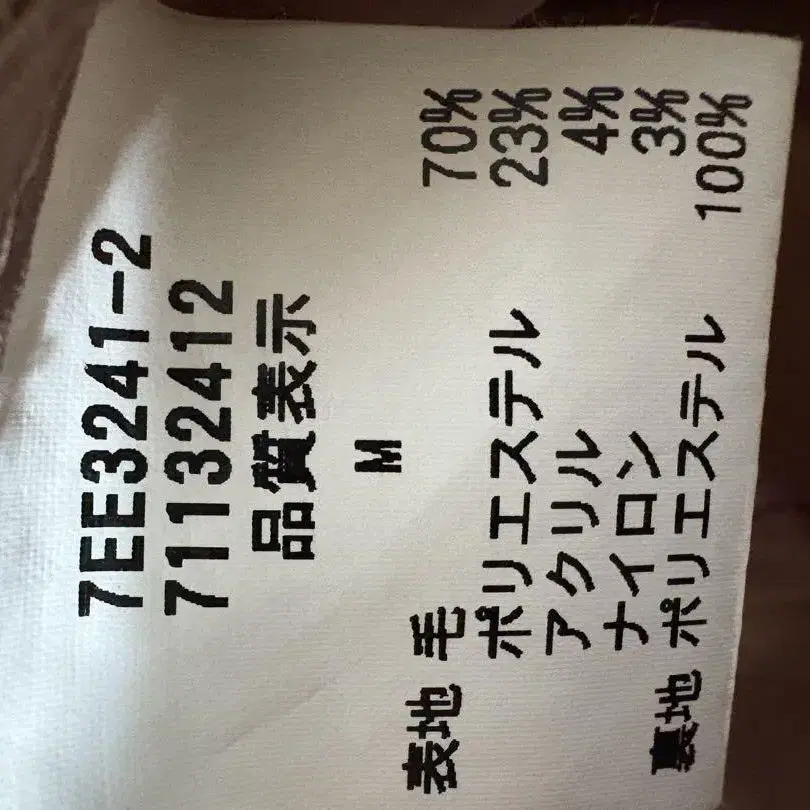 7EE3241-2
71132412
品質表示
M
表地 毛 70%
ポリエステル 23%
アクリル 4%
ナイロン 3%
裏地 ポリエステル 100%